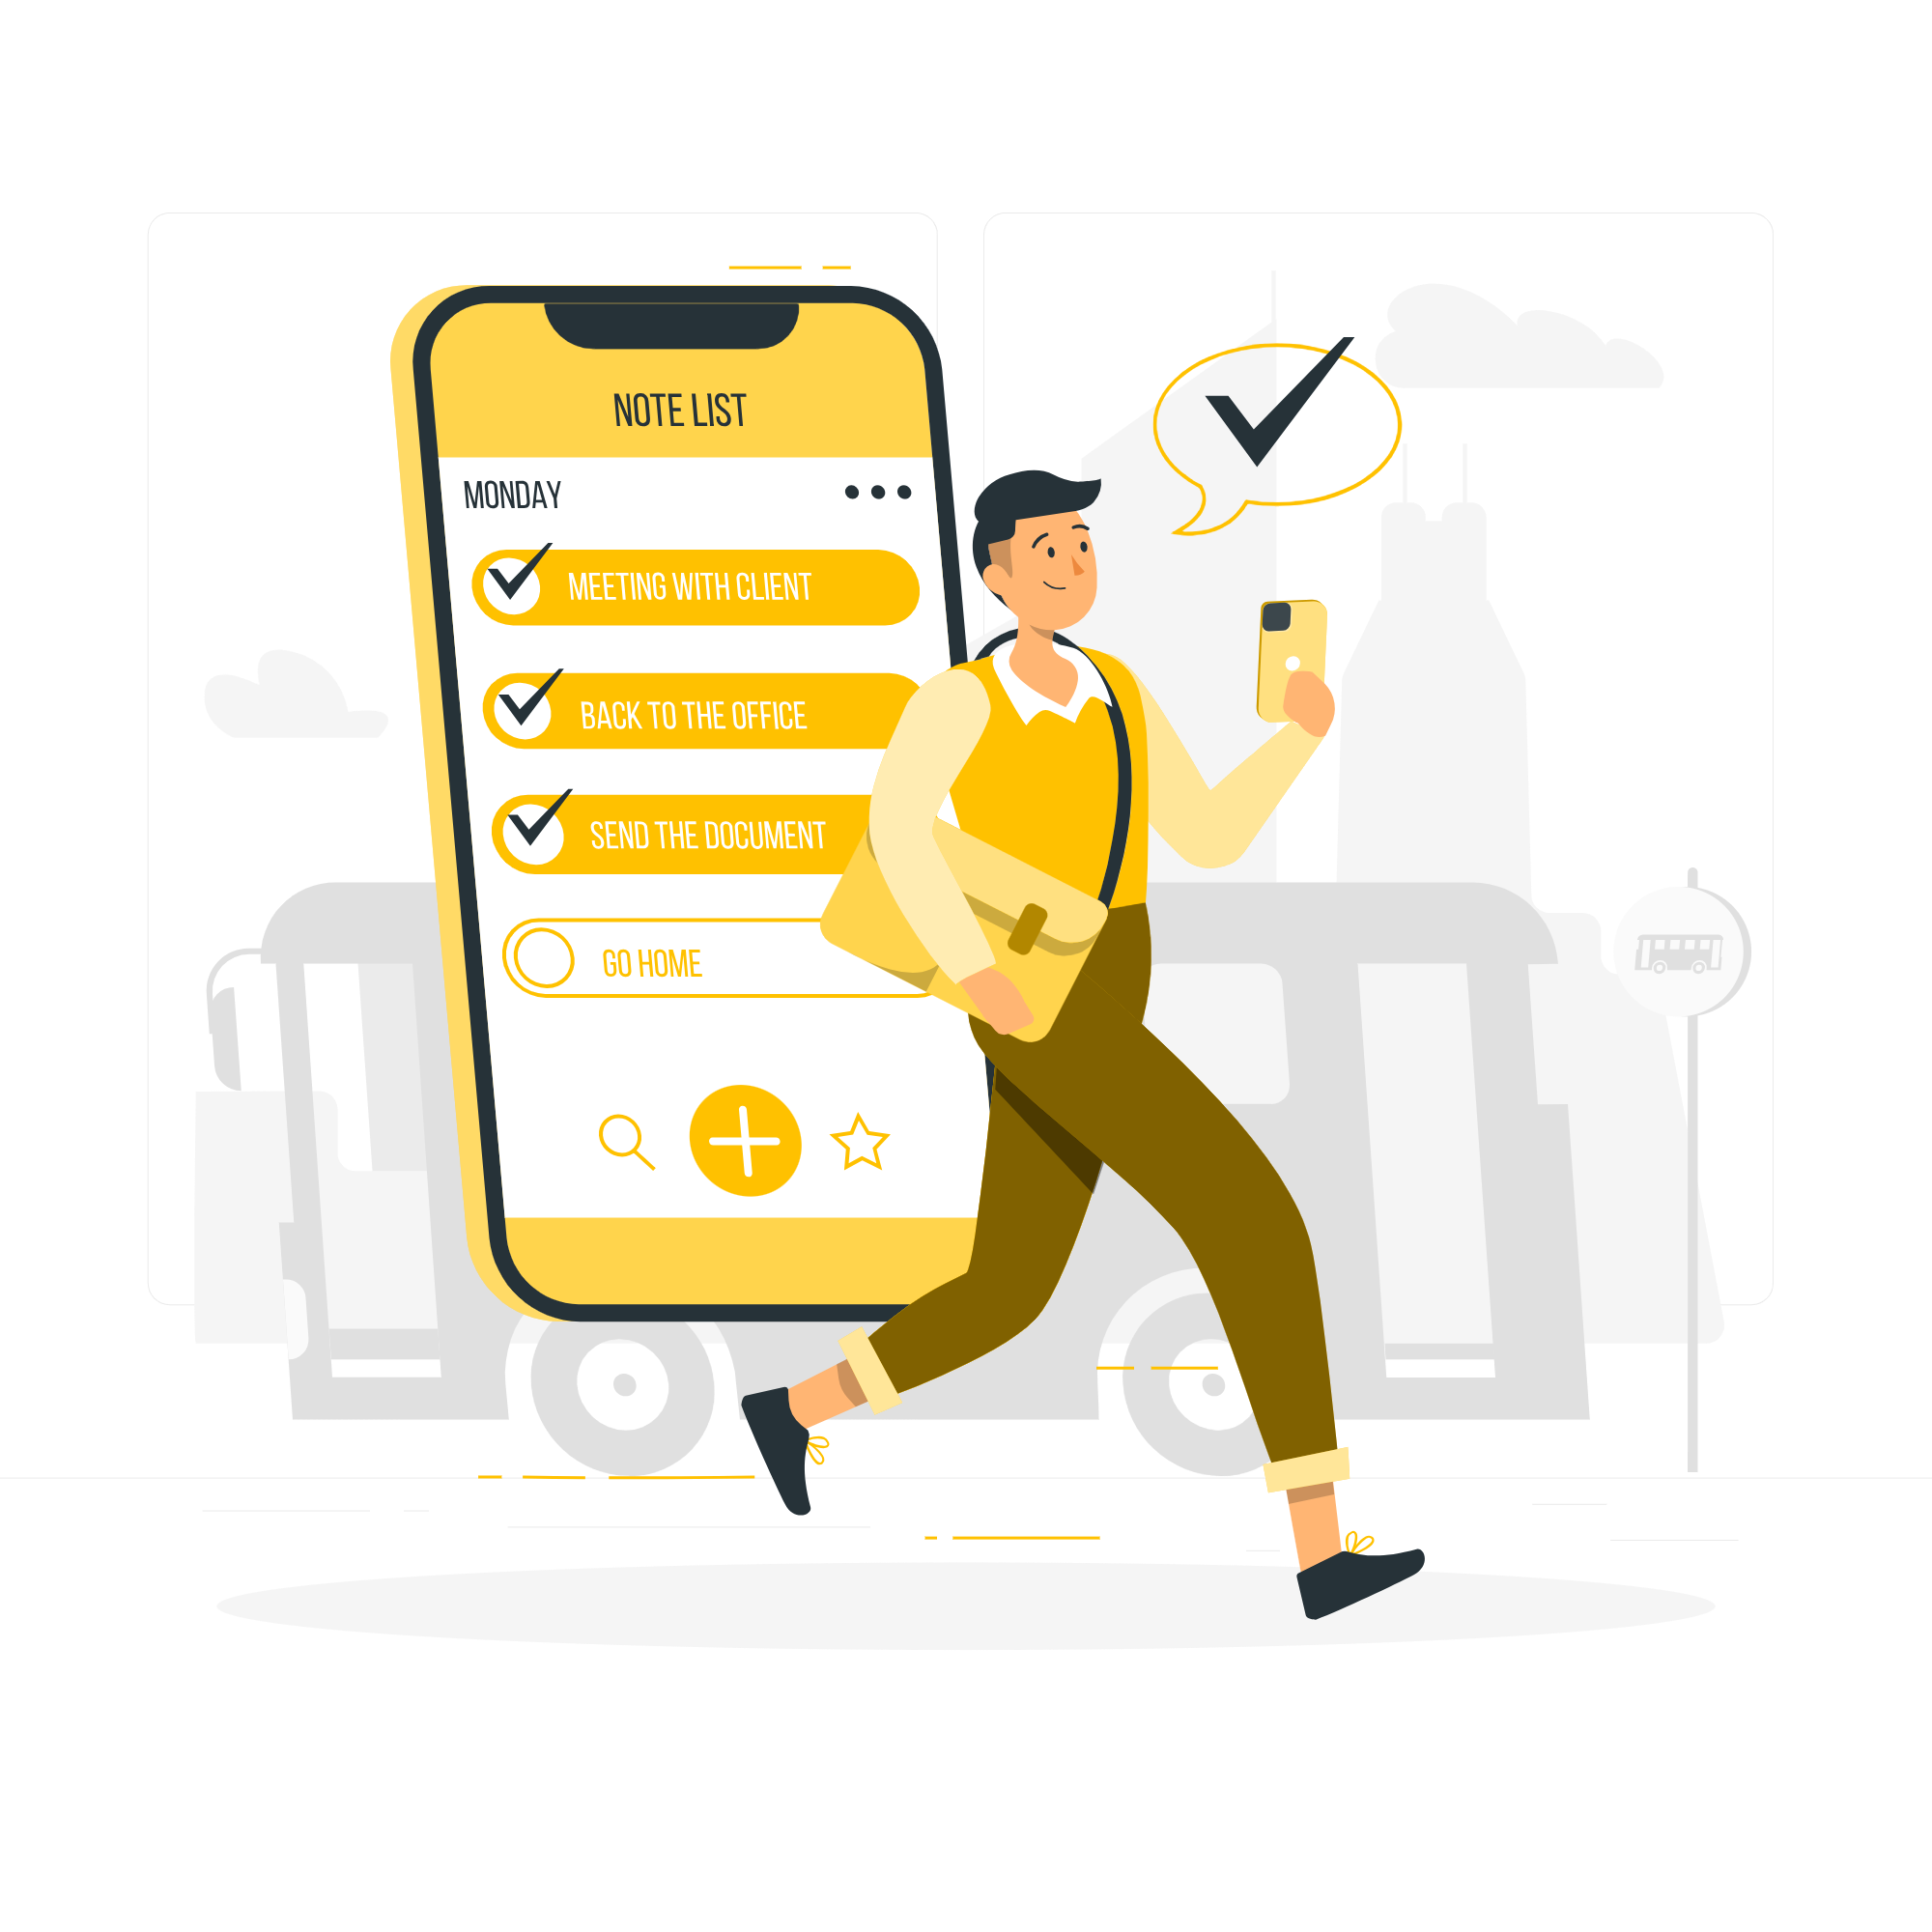 NOTE LIST
MONDAY
MEETING WITH CLIENT
BACK TO THE OFFICE
SEND THE DOCUMENT
GO HOME